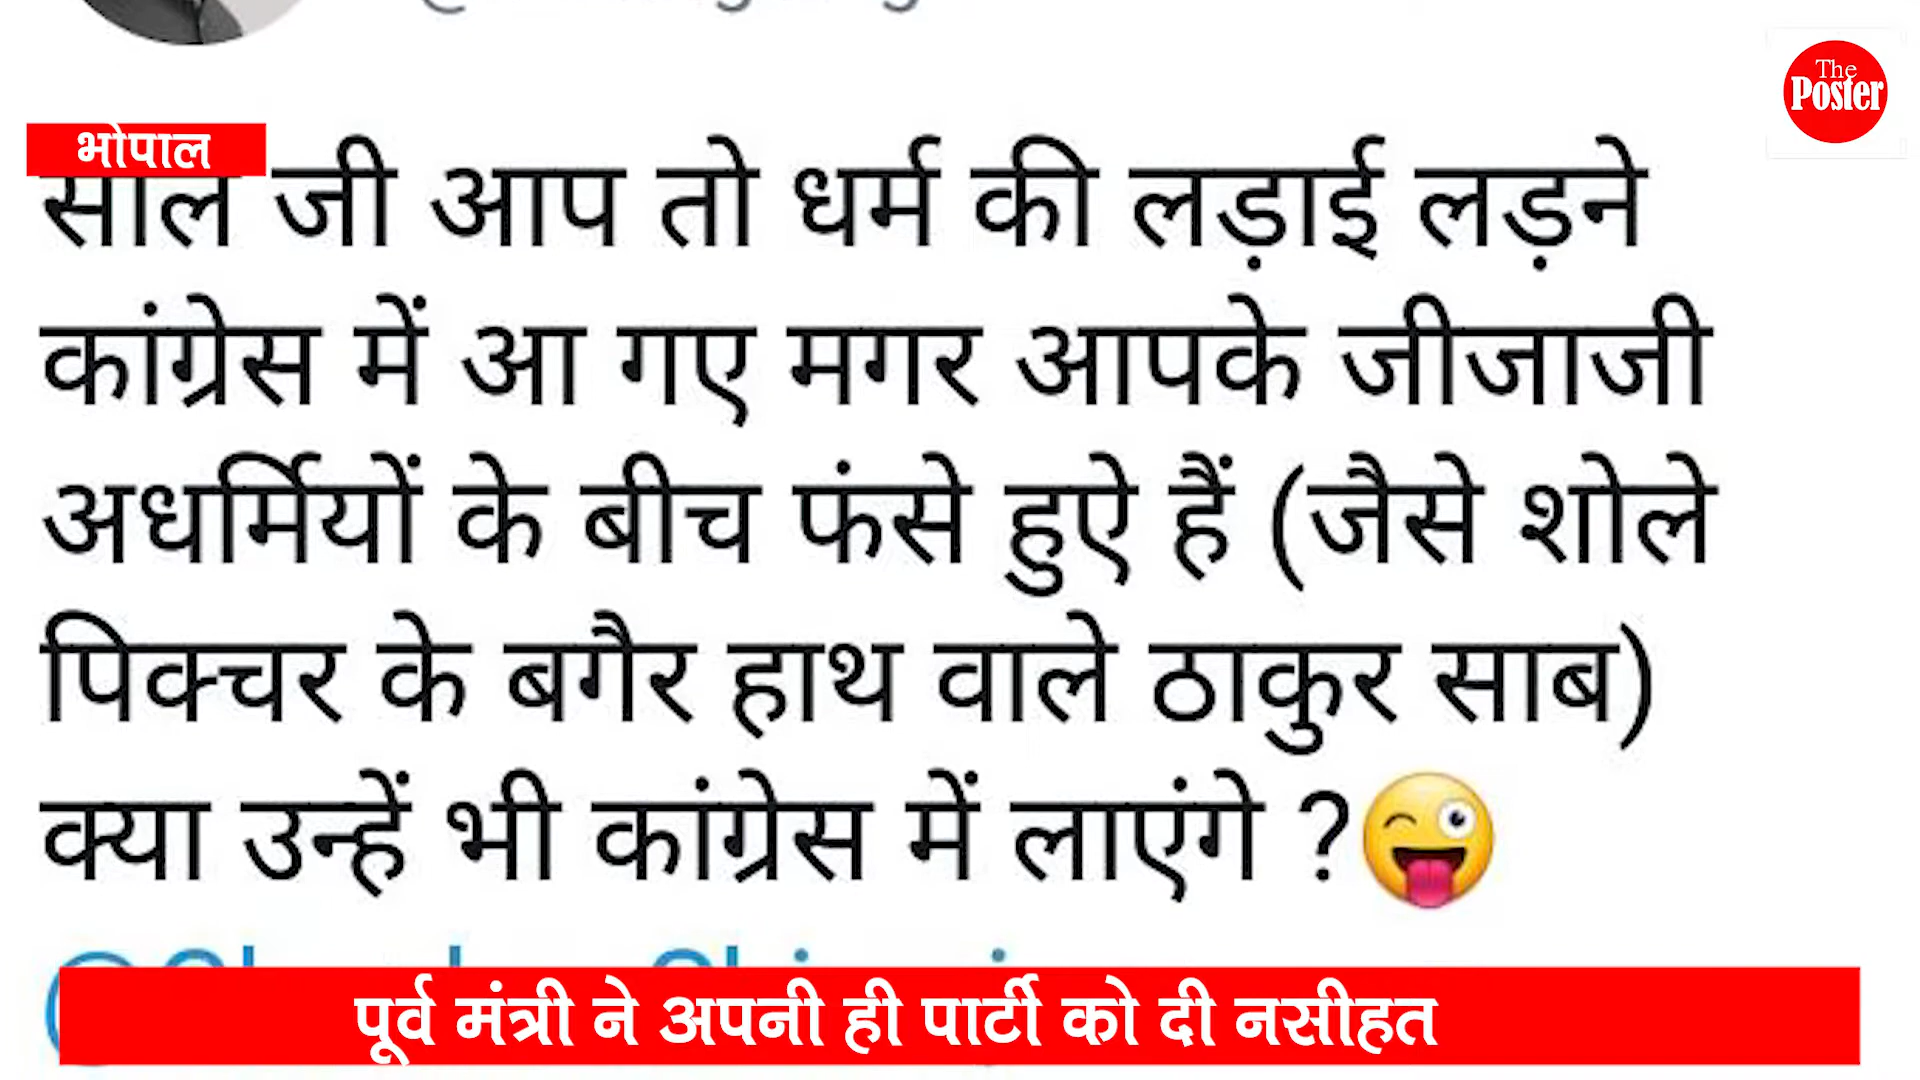 The
Poster
भोपाल
जी आप तो धर्म की लड़ाई लड़ने
कांग्रेस में आ गए मगर आपके जीजाजी
अधर्मियों के बीच फंसे हुऐ हैं (जैसे शोले
पिक्चर के बगैर हाथ वाले ठाकुर साब)
क्या उन्हें भी कांग्रेस में लाएंगे ?😜
पूर्व मंत्री ने अपनी ही पार्टी को दी नसीहत